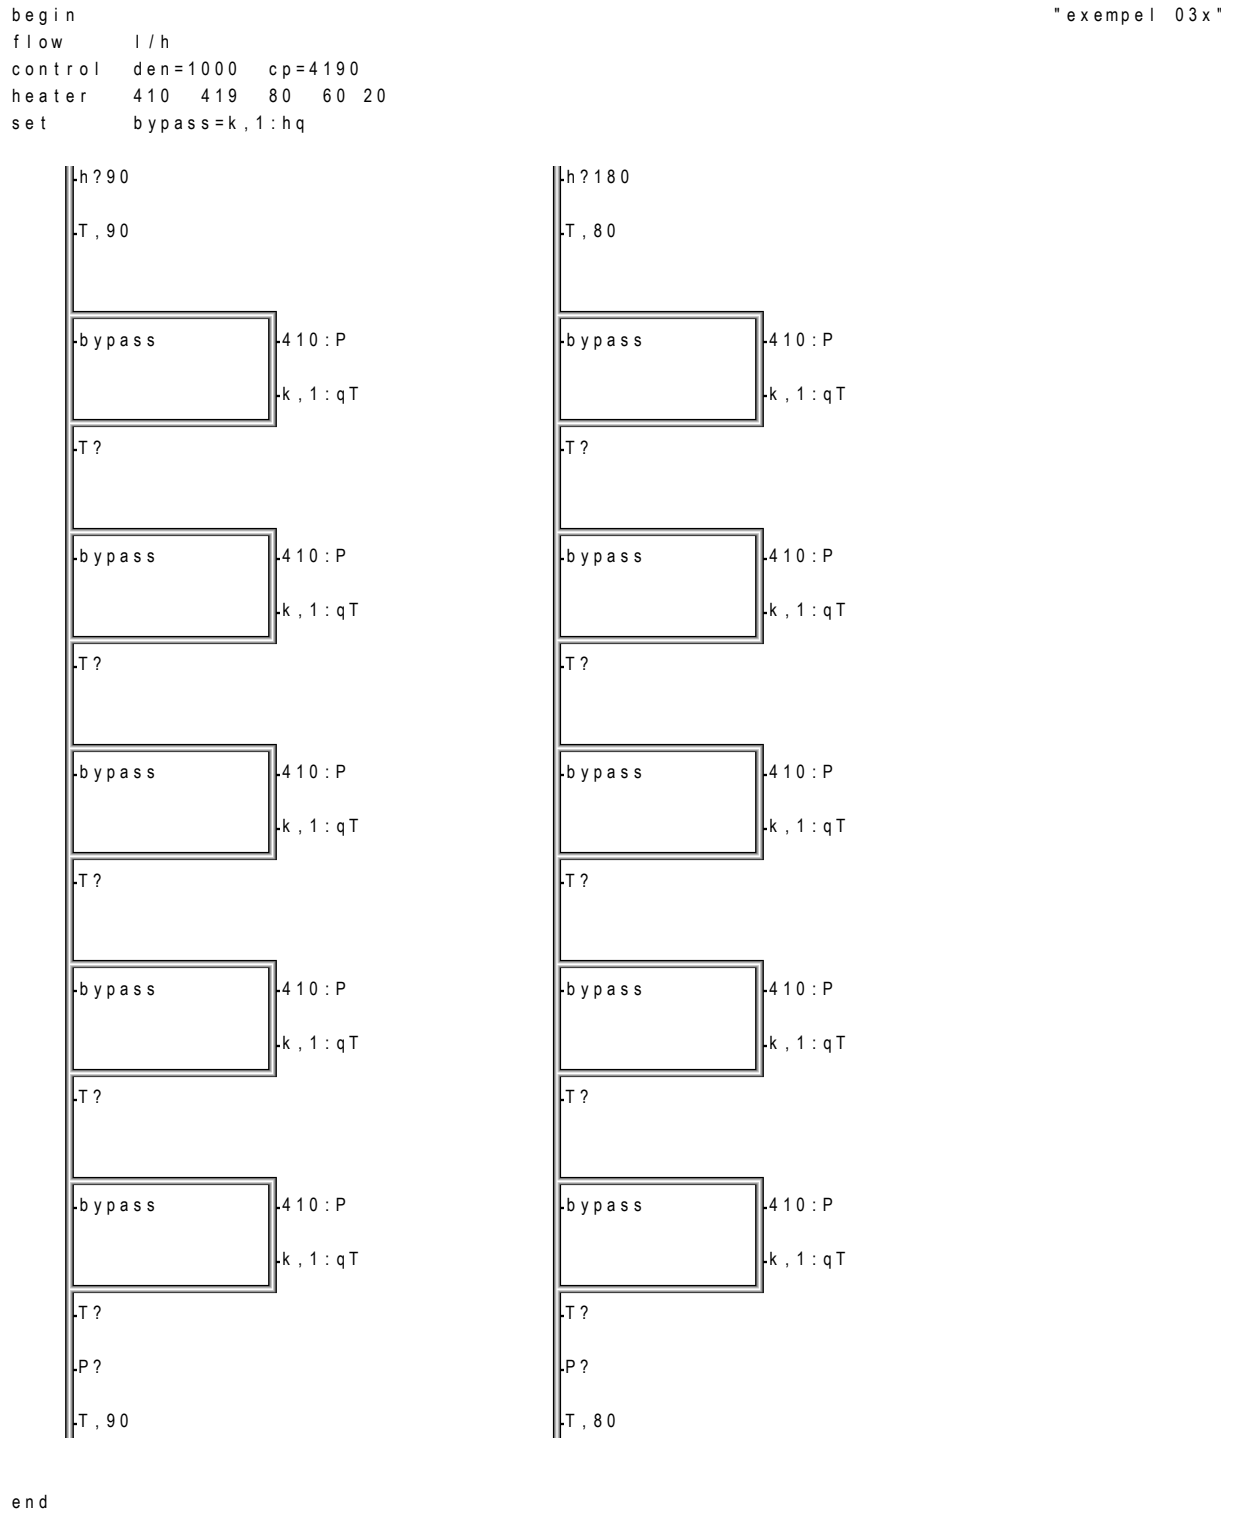 begin "exempel 03x"
flow l/h
control den=1000 cp=4190
heater 410 419 80 60 20
set bypass=k,1:hq
h?90 h?180
T,90 T,80
bypass 410:P bypass 410:P
k,1:qT k,1:qT
T? T?
bypass 410:P bypass 410:P
k,1:qT k,1:qT
T? T?
bypass 410:P bypass 410:P
k,1:qT k,1:qT
T? T?
bypass 410:P bypass 410:P
k,1:qT k,1:qT
T? T?
bypass 410:P bypass 410:P
k,1:qT k,1:qT
T? T?
P? P?
T,90 T,80
end